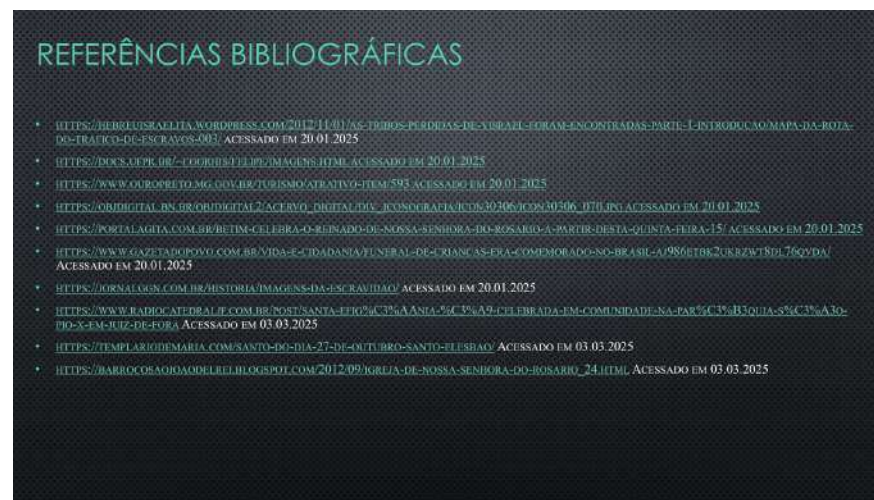 REFERÊNCIAS BIBLIOGRÁFICAS
• HTTPS://HEBREUISRAELITA.WORDPRESS.COM/2012/11/01/AS-TRIBOS-PERDIDAS-DE-YISRAEL-FORAM-ENCONTRADAS-PARTE-1-INTRODUCAO/MAPA-DA-ROTA-
DO-TRAFICO-DE-ESCRAVOS-003/ ACESSADO EM 20.01.2025
• HTTPS://DOCS.UFPR.BR/~COORHIS/FELIPE/IMAGENS.HTML ACESSADO EM 20.01.2025
• HTTPS://WWW.OUROPRETO.MG.GOV.BR/TURISMO/ATRATIVO-ITEM/593 ACESSADO EM 20.01.2025
• HTTPS://OBJDIGITAL.BN.BR/OBJDIGITAL2/ACERVO_DIGITAL/DIV_ICONOGRAFIA/ICON30306/ICON30306_070.JPG ACESSADO EM 20.01.2025
• HTTPS://PORTALAGITA.COM.BR/BETIM-CELEBRA-O-REINADO-DE-NOSSA-SENHORA-DO-ROSARIO-A-PARTIR-DESTA-QUINTA-FEIRA-15/ ACESSADO EM 20.01.2025
• HTTPS://WWW.GAZETADOPOVO.COM.BR/VIDA-E-CIDADANIA/FUNERAL-DE-CRIANCAS-ERA-COMEMORADO-NO-BRASIL-AJ986ETBK2UKRZWT8DL76QVDA/
ACESSADO EM 20.01.2025
• HTTPS://JORNALGGN.COM.BR/HISTORIA/IMAGENS-DA-ESCRAVIDAO/ ACESSADO EM 20.01.2025
• HTTPS://WWW.RADIOCATEDRALJF.COM.BR/POST/SANTA-EFIG%C3%AANIA-%C3%A9-CELEBRADA-EM-COMUNIDADE-NA-PAR%C3%B3QUIA-S%C3%A3O-
PIO-X-EM-JUIZ-DE-FORA ACESSADO EM 03.03.2025
• HTTPS://TEMPLARIODEMARIA.COM/SANTO-DO-DIA-27-DE-OUTUBRO-SANTO-ELESBAO/ ACESSADO EM 03.03.2025
• HTTPS://BARROCOSAOJOAODELREI.BLOGSPOT.COM/2012/09/IGREJA-DE-NOSSA-SENHORA-DO-ROSARIO_24.HTML ACESSADO EM 03.03.2025